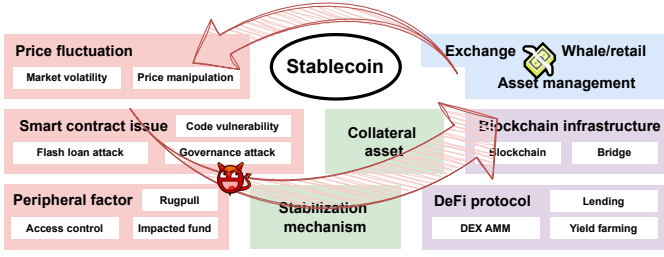 Price fluctuation
Market volatility
Price manipulation
Stablecoin
Exchange
Whale/retail
Asset management
Smart contract issue
Code vulnerability
Flash loan attack
Governance attack
Collateral
asset
Blockchain infrastructure
Blockchain
Bridge
Peripheral factor
Rugpull
Access control
Impacted fund
Stabilization
mechanism
DeFi protocol
Lending
DEX AMM
Yield farming